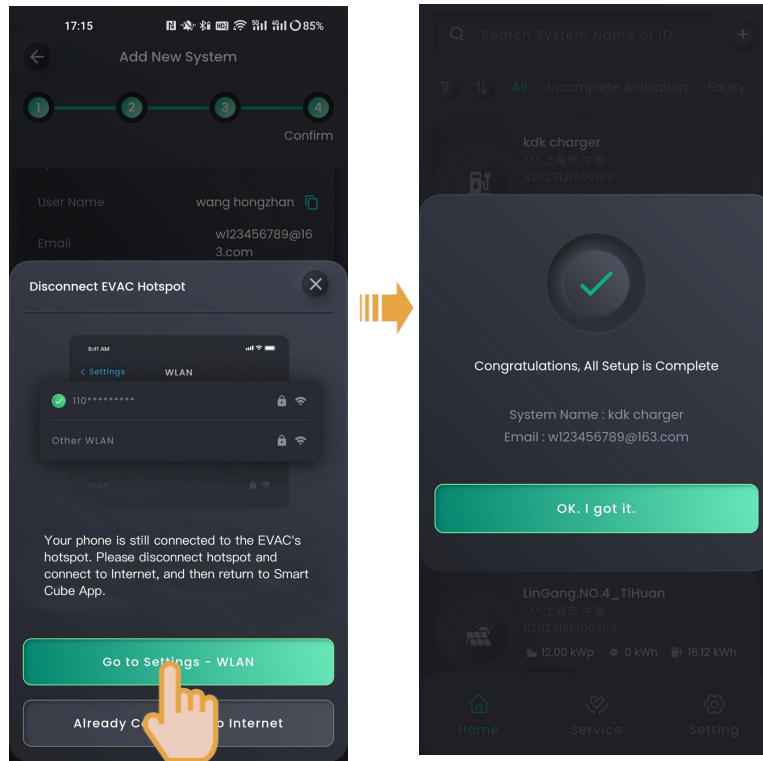 17:15
85%
Add New System
1
2
3
4
Confirm
User Name
wang hongzhan
Email
w123456789@16
3.com
Disconnect EVAC Hotspot
9:41 AM
< Settings
WLAN
110*********
Other WLAN
WLAN
Your phone is still connected to the EVAC's
hotspot. Please disconnect hotspot and
connect to Internet, and then return to Smart
Cube App.
Go to Settings - WLAN
Already C
o Internet
Search System Name or ID
All
Incomplete Activation
Faulty
kdk charger
*** 上海市 中国
82023121500109
Congratulations, All Setup is Complete
System Name : kdk charger
Email : w123456789@163.com
OK. I got it.
LinGang.NO.4_TiHuan
*** 上海市 中国
82023121400206
12.00 kWp
0 kWh
16.12 kWh
Home
Service
Setting